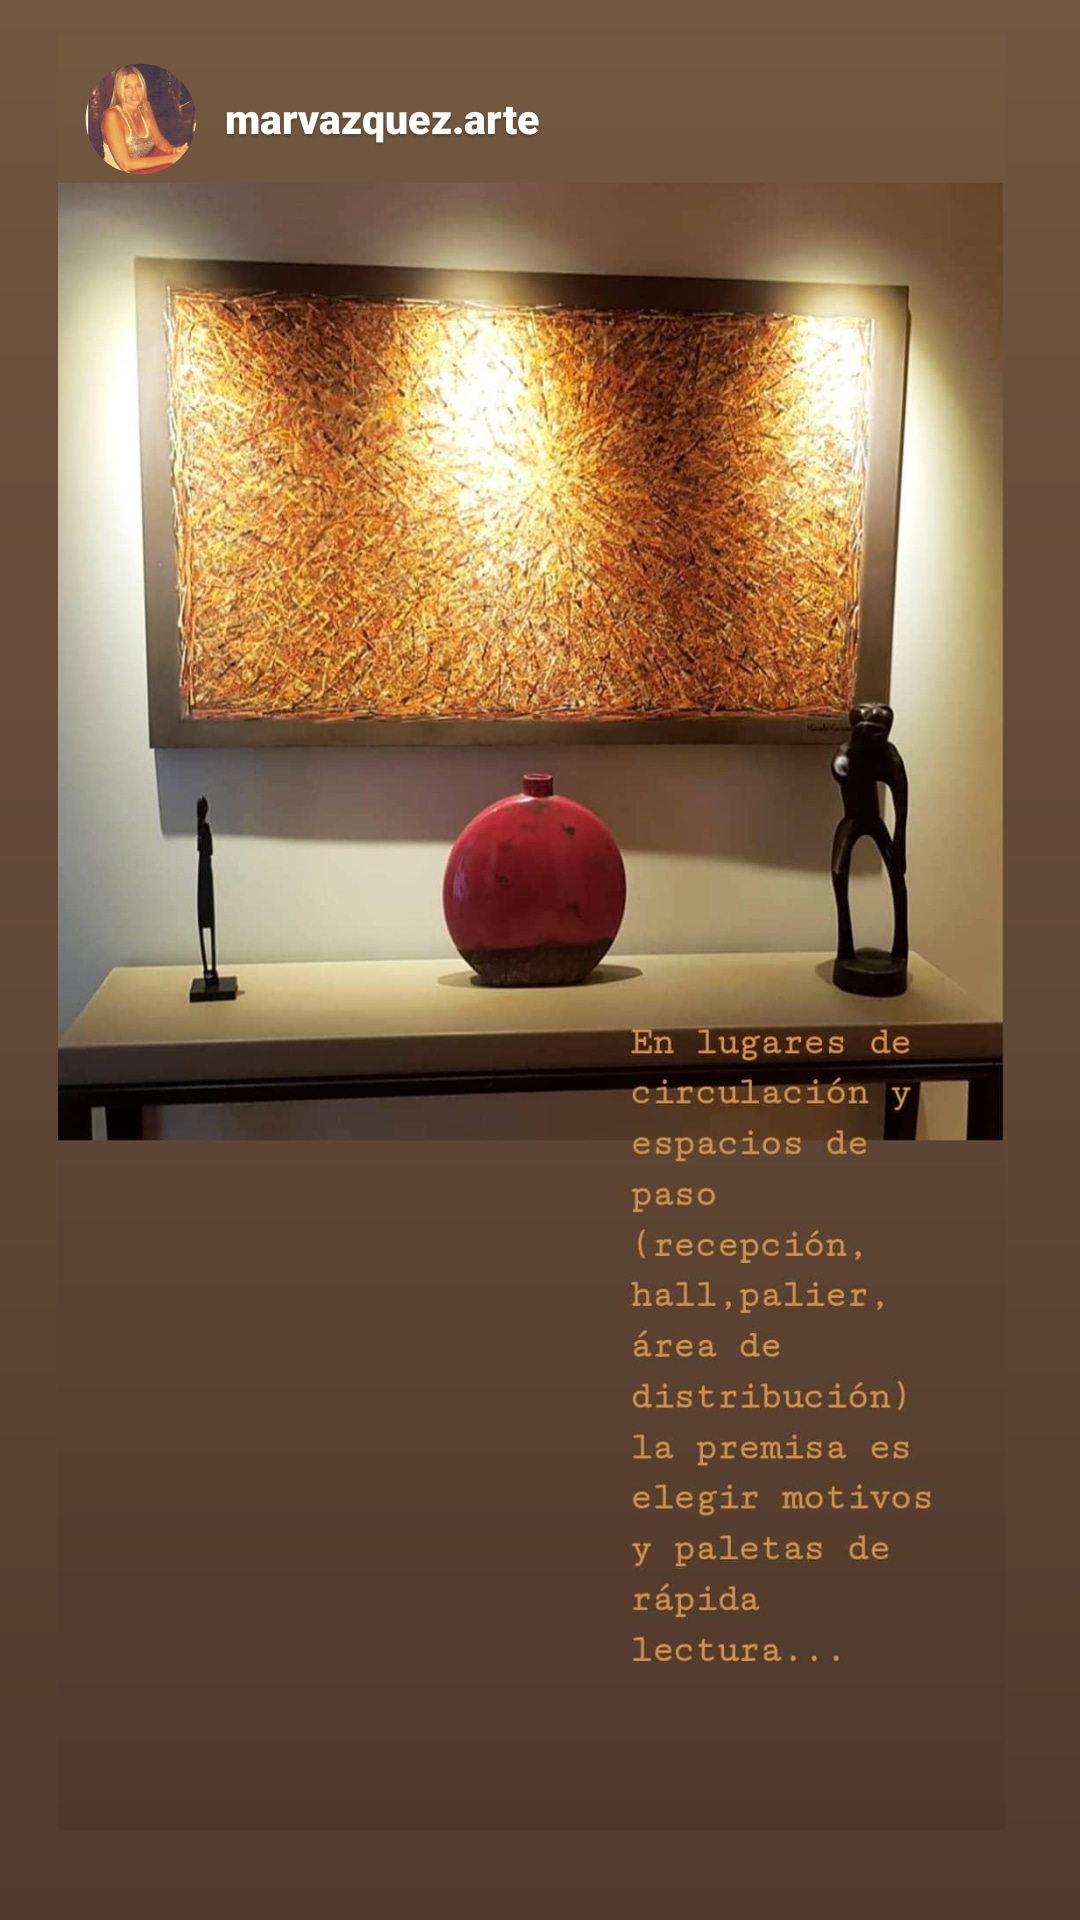 marvazquez.arte
En lugares de
circulación y
espacios de
paso
(recepción,
hall,palier,
área de
distribución)
la premisa es
elegir motivos
y paletas de
rápida
lectura...